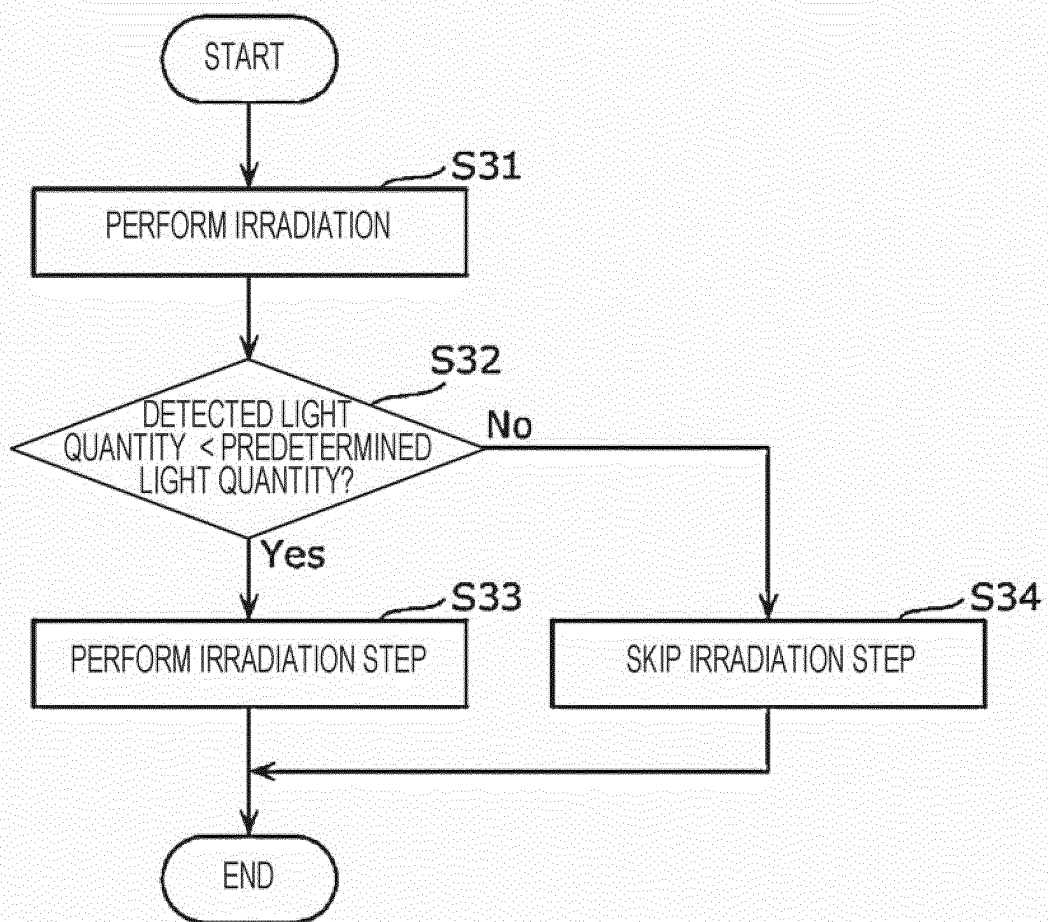 START
S31
PERFORM IRRADIATION
S32
DETECTED LIGHT
QUANTITY < PREDETERMINED
LIGHT QUANTITY?
No
Yes
S33
PERFORM IRRADIATION STEP
S34
SKIP IRRADIATION STEP
END